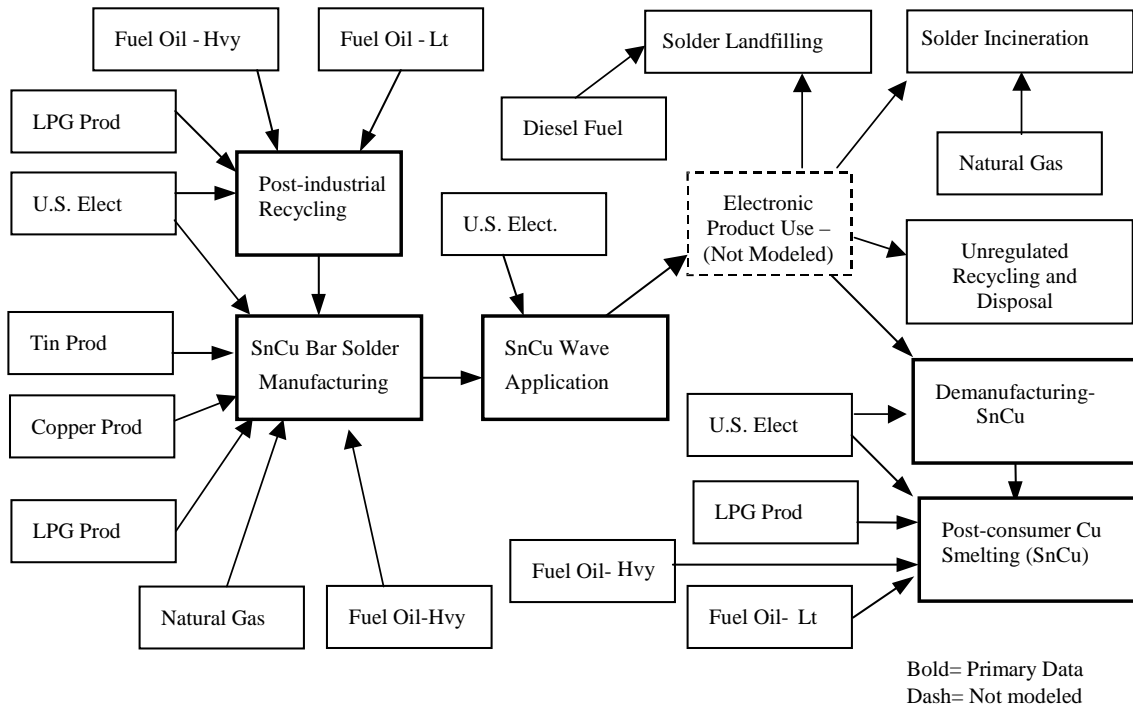 Fuel Oil - Hvy
Fuel Oil - Lt
Solder Landfilling
Solder Incineration
LPG Prod
Diesel Fuel
Natural Gas
U.S. Elect
Post-industrial
Recycling
U.S. Elect.
Electronic
Product Use –
(Not Modeled)
Unregulated
Recycling and
Disposal
Tin Prod
SnCu Bar Solder
Manufacturing
SnCu Wave
Application
Copper Prod
U.S. Elect
Demanufacturing-
SnCu
LPG Prod
LPG Prod
Post-consumer Cu
Smelting (SnCu)
Fuel Oil- Hvy
Natural Gas
Fuel Oil-Hvy
Fuel Oil- Lt
Bold= Primary Data
Dash= Not modeled